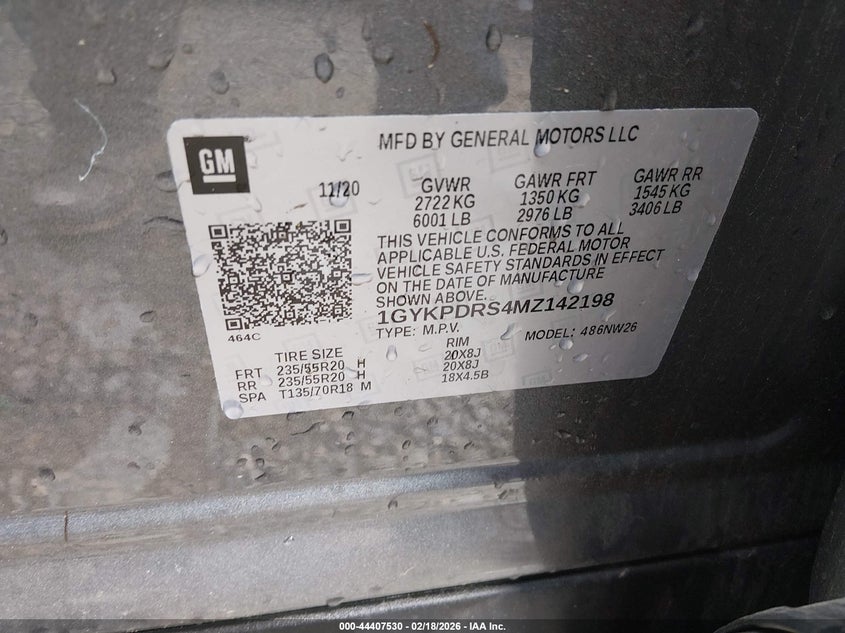 GM
MFD BY GENERAL MOTORS LLC
11/20
GVWR GAWR FRT GAWR RR
2722 KG 1350 KG 1545 KG
6001 LB 2976 LB 3406 LB
THIS VEHICLE CONFORMS TO ALL
APPLICABLE U.S. FEDERAL MOTOR
VEHICLE SAFETY STANDARDS IN EFFECT
ON THE DATE OF MANUFACTURE
SHOWN ABOVE.
1GYKPDRS4MZ142198
TYPE: M.P.V. MODEL: 486NW26
464C
TIRE SIZE RIM
FRT 235/55R20 H 20X8J
RR 235/55R20 H 20X8J
SPA T135/70R18 M 18X4.5B
000-44407530 — 02/18/2026 — IAA Inc.